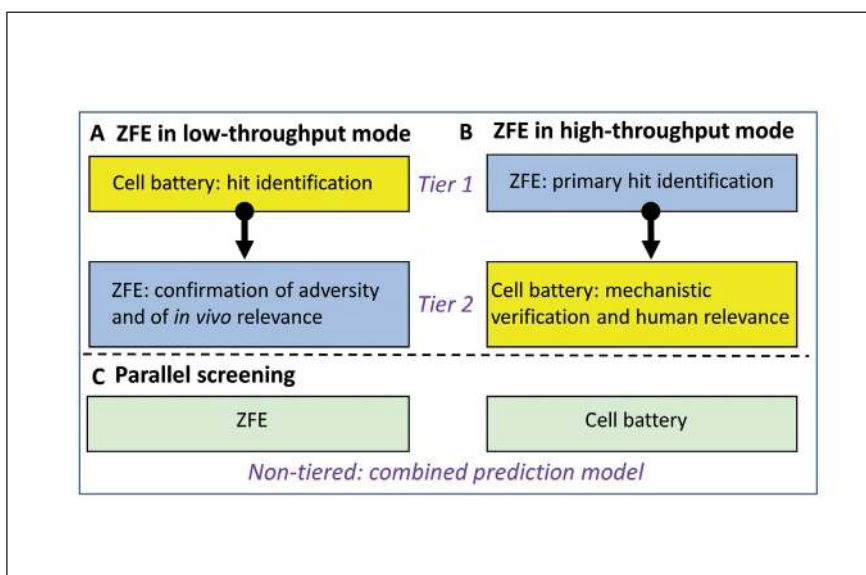 A ZFE in low-throughput mode
B ZFE in high-throughput mode
Cell battery: hit identification
Tier 1
ZFE: primary hit identification
ZFE: confirmation of adversity
and of in vivo relevance
Tier 2
Cell battery: mechanistic
verification and human relevance
C Parallel screening
ZFE
Cell battery
Non-tiered: combined prediction model